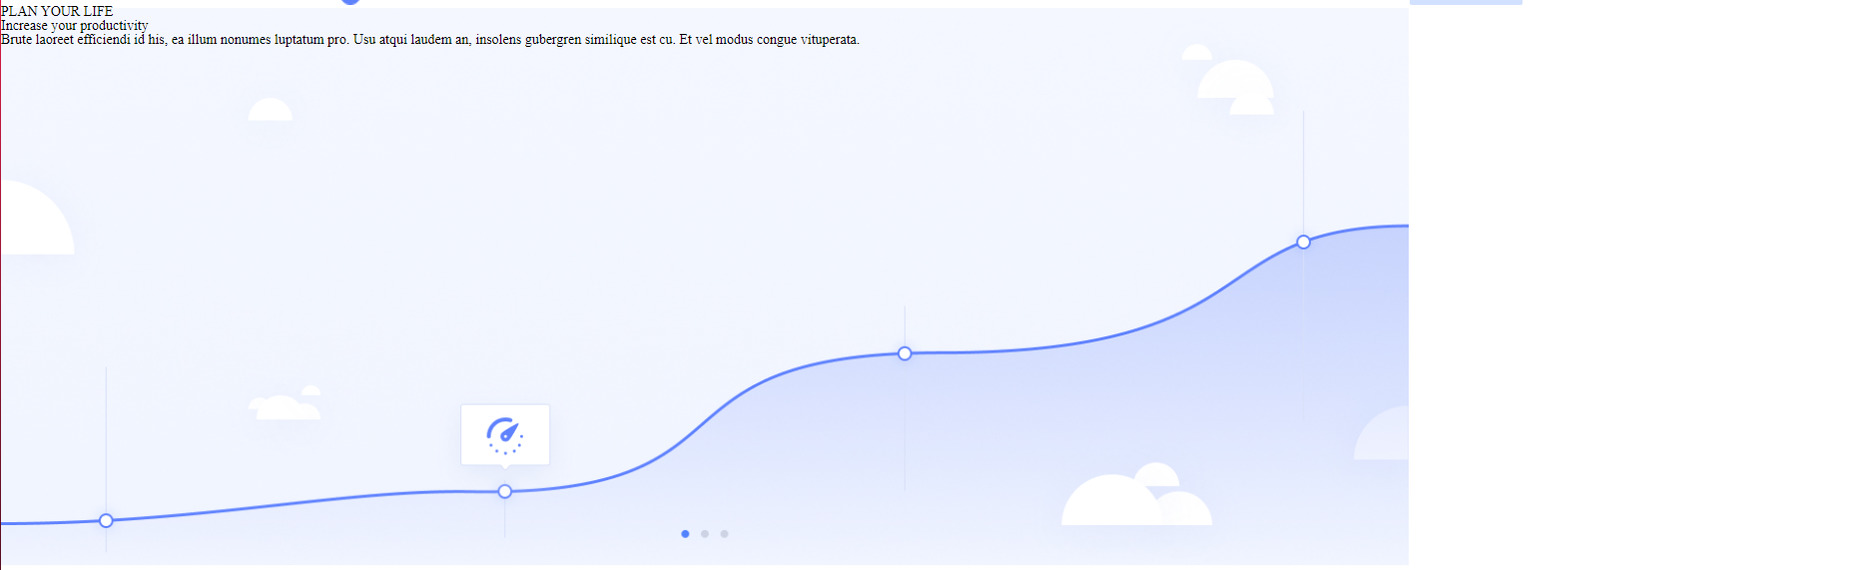 PLAN YOUR LIFE
Increase your productivity
Brute laoreet efficiendi id his, ea illum nonumes luptatum pro. Usu atqui laudem an, insolens gubergren similique est cu. Et vel modus congue vituperata.